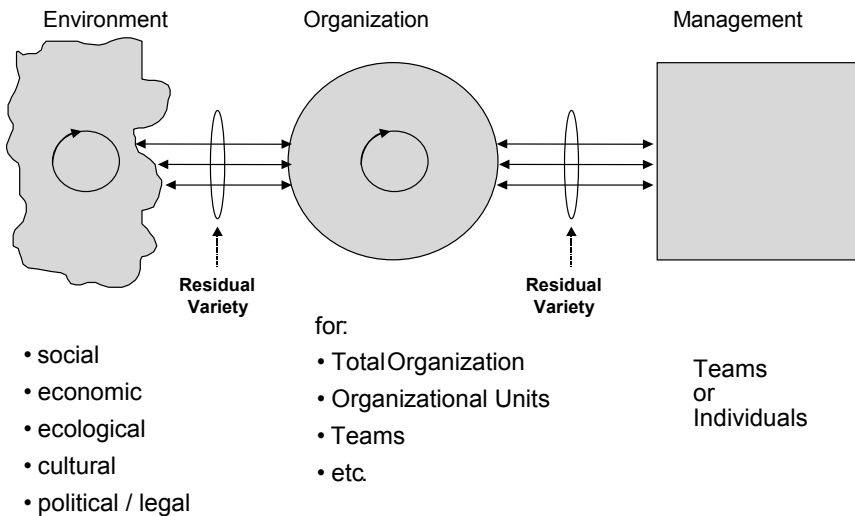 Environment
Organization
Management
Residual
Variety
Residual
Variety
• social
• economic
• ecological
• cultural
• political / legal
for:
• Total Organization
• Organizational Units
• Teams
• etc.
Teams
or
Individuals